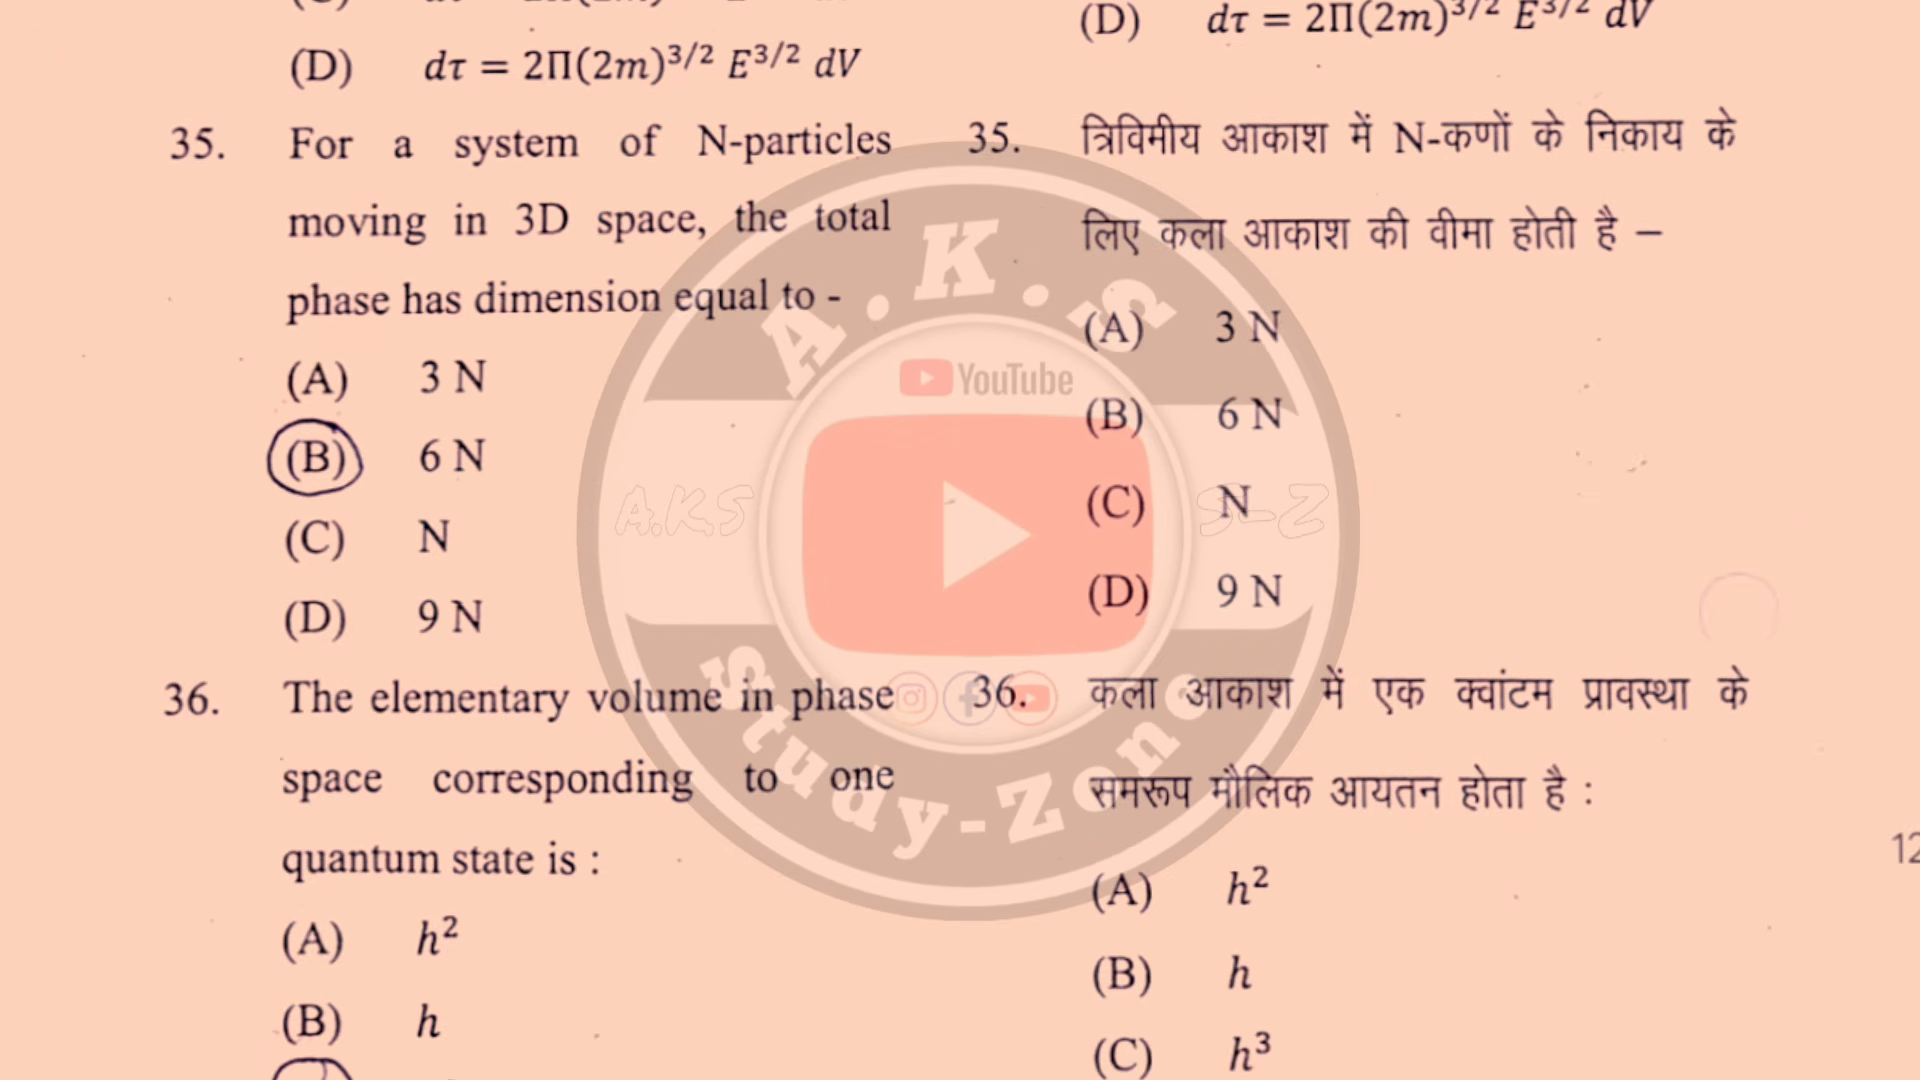 (D) dτ = 2Π(2m)³/² E³/² dV
35. For a system of N-particles
moving in 3D space, the total
phase has dimension equal to -
(A) 3 N
(B) 6 N
(C) N
(D) 9 N
36. The elementary volume in phase
space corresponding to one
quantum state is :
(A) h²
(B) h
(D) dτ = 2Π(2m)³/² E³/² dV
35. त्रिविमीय आकाश में N-कणों के निकाय के
लिए कला आकाश की वीमा होती है –
(A) 3 N
(B) 6 N
(C) N
(D) 9 N
36. कला आकाश में एक क्वांटम प्रावस्था के
समरूप मौलिक आयतन होता है :
(A) h²
(B) h
(C) h³
12
A.K.S
YouTube
A.K.S S-Z
Study-Zone